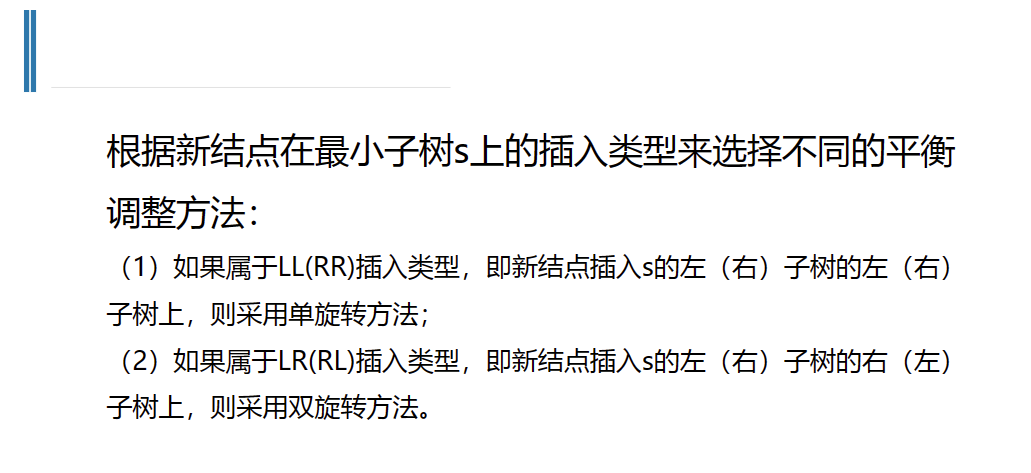 根据新结点在最小子树s上的插入类型来选择不同的平衡
调整方法：
（1）如果属于LL(RR)插入类型，即新结点插入s的左（右）子树的左（右）
子树上，则采用单旋转方法；
（2）如果属于LR(RL)插入类型，即新结点插入s的左（右）子树的右（左）
子树上，则采用双旋转方法。